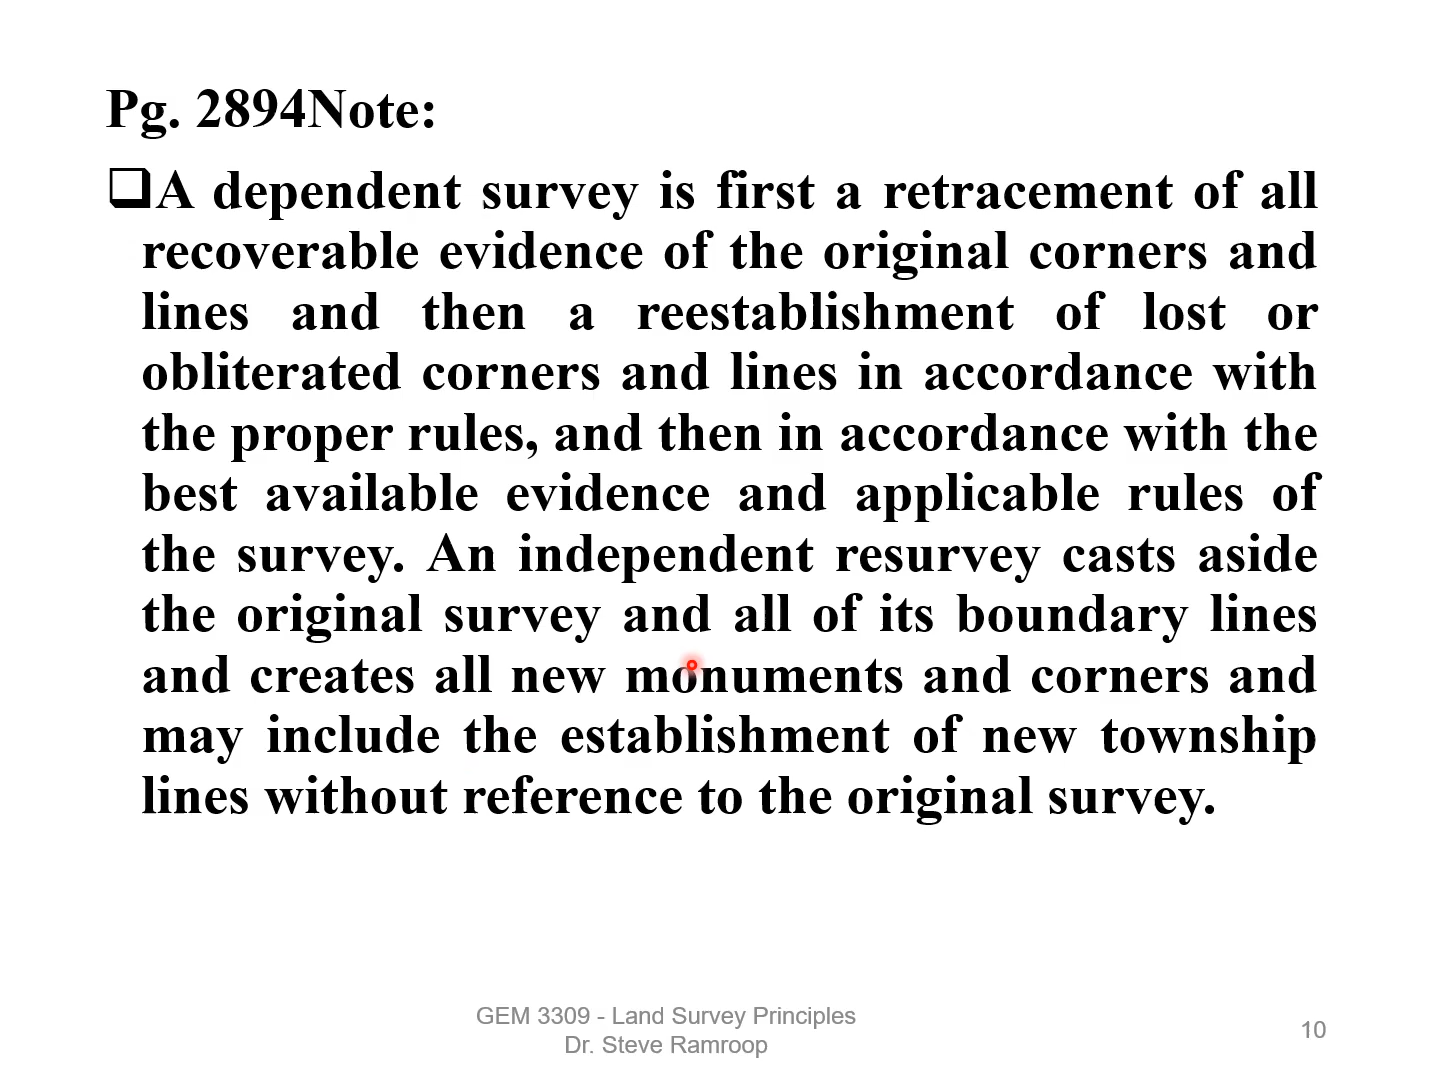 Pg. 2894Note:
❑A dependent survey is first a retracement of all
recoverable evidence of the original corners and
lines and then a reestablishment of lost or
obliterated corners and lines in accordance with
the proper rules, and then in accordance with the
best available evidence and applicable rules of
the survey. An independent resurvey casts aside
the original survey and all of its boundary lines
and creates all new monuments and corners and
may include the establishment of new township
lines without reference to the original survey.
GEM 3309 - Land Survey Principles
Dr. Steve Ramroop
10